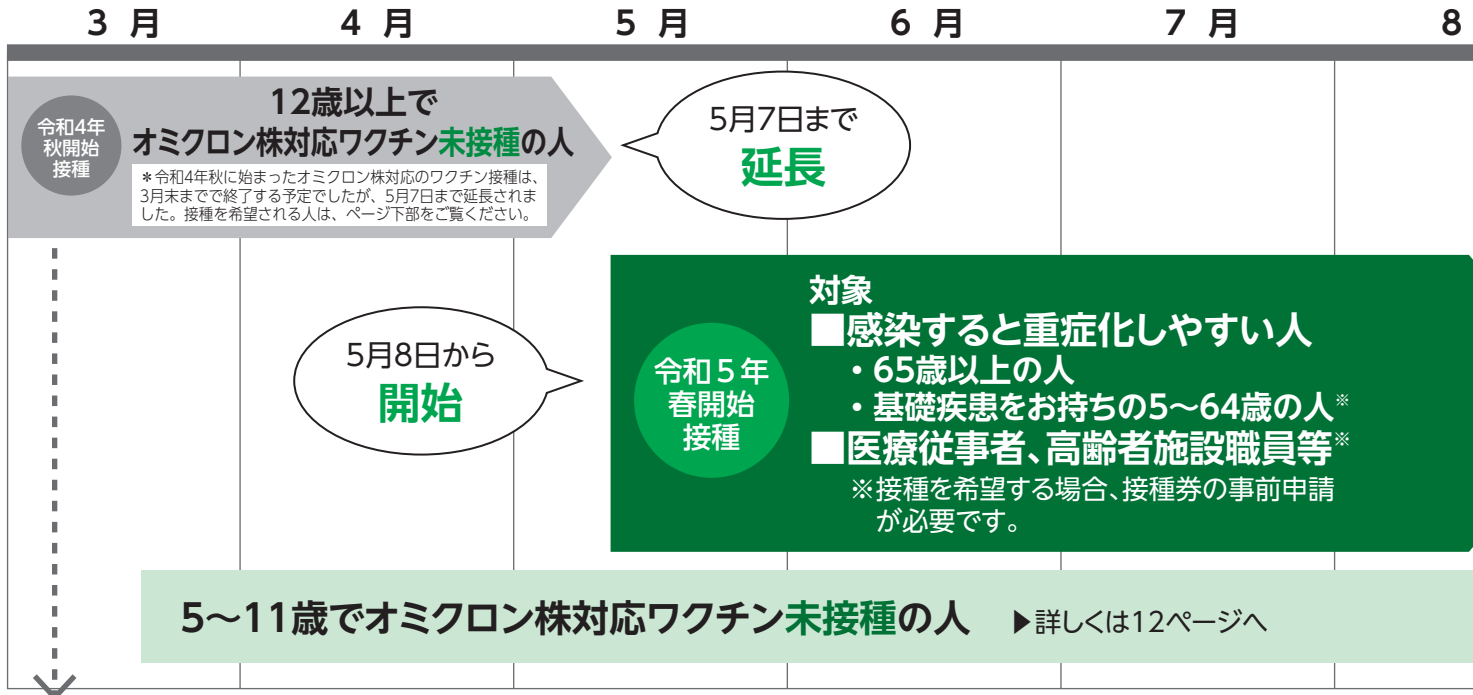 3 月 4 月 5 月 6 月 7 月 8
令和4年
秋開始
接種
12歳以上で
オミクロン株対応ワクチン未接種の人
＊令和4年秋に始まったオミクロン株対応のワクチン接種は、
3月末までで終了する予定でしたが、5月7日まで延長されま
した。接種を希望される人は、ページ下部をご覧ください。
5月7日まで
延長
5月8日から
開始
令和５年
春開始
接種
対象
■感染すると重症化しやすい人
・65歳以上の人
・基礎疾患をお持ちの5～64歳の人※
■医療従事者、高齢者施設職員等※
※接種を希望する場合、接種券の事前申請
が必要です。
5～11歳でオミクロン株対応ワクチン未接種の人 ▶詳しくは12ページへ